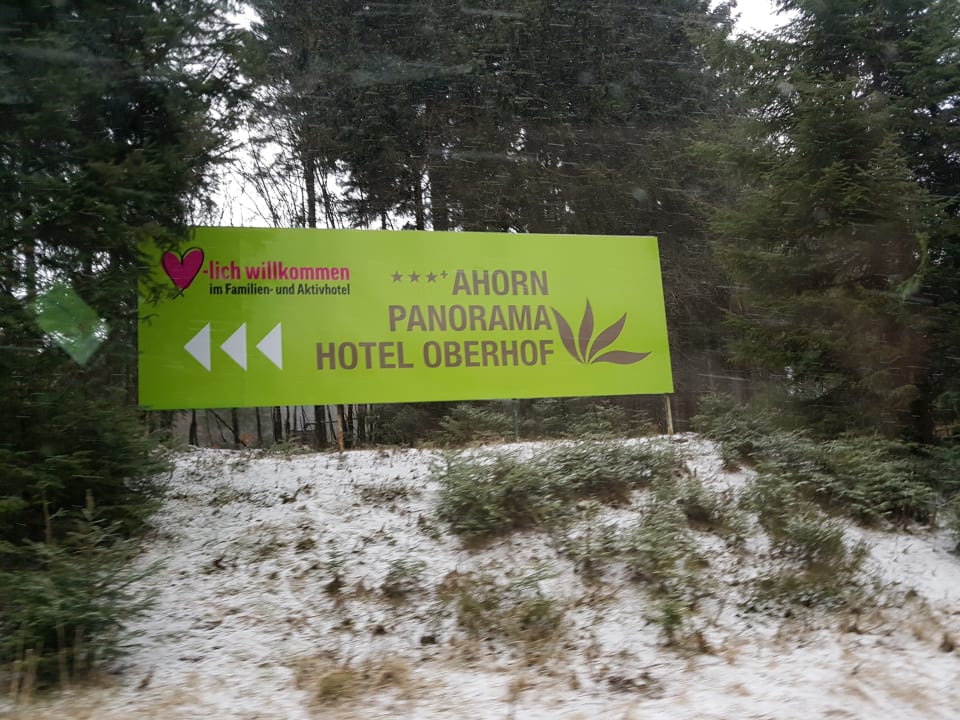 -lich willkommen
im Familien- und Aktivhotel
***+ AHORN
PANORAMA
HOTEL OBERHOF